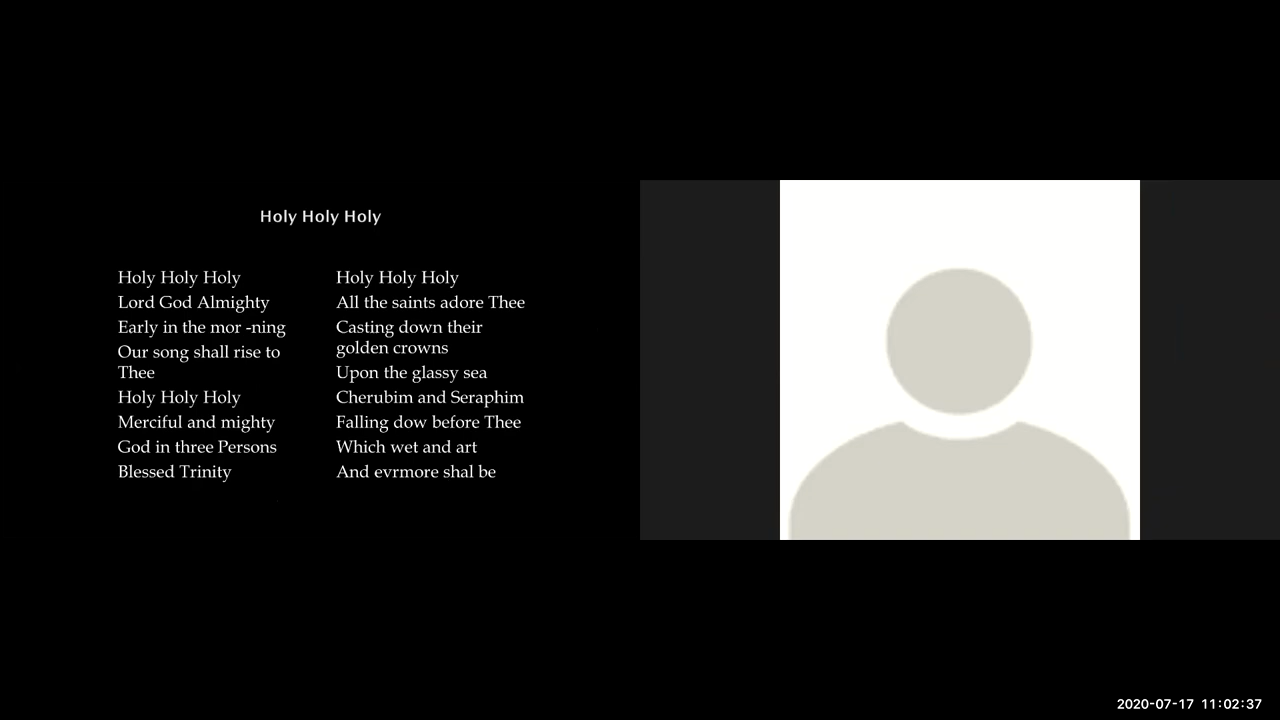 Holy Holy Holy
Holy Holy Holy
Lord God Almighty
Early in the mor -ning
Our song shall rise to
Thee
Holy Holy Holy
Merciful and mighty
God in three Persons
Blessed Trinity
Holy Holy Holy
All the saints adore Thee
Casting down their
golden crowns
Upon the glassy sea
Cherubim and Seraphim
Falling dow before Thee
Which wet and art
And evrmore shal be
2020-07-17 11:02:37